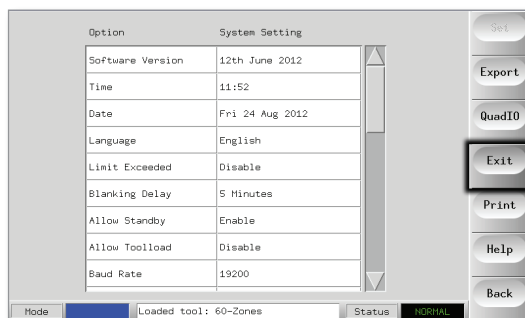 Option System Setting
Software Version 12th June 2012
Time 11:52
Date Fri 24 Aug 2012
Language English
Limit Exceeded Disable
Blanking Delay 5 Minutes
Allow Standby Enable
Allow Toolload Disable
Baud Rate 19200
Set
Export
QuadIO
Exit
Print
Help
Back
Mode Loaded tool: 60-Zones Status NORMAL